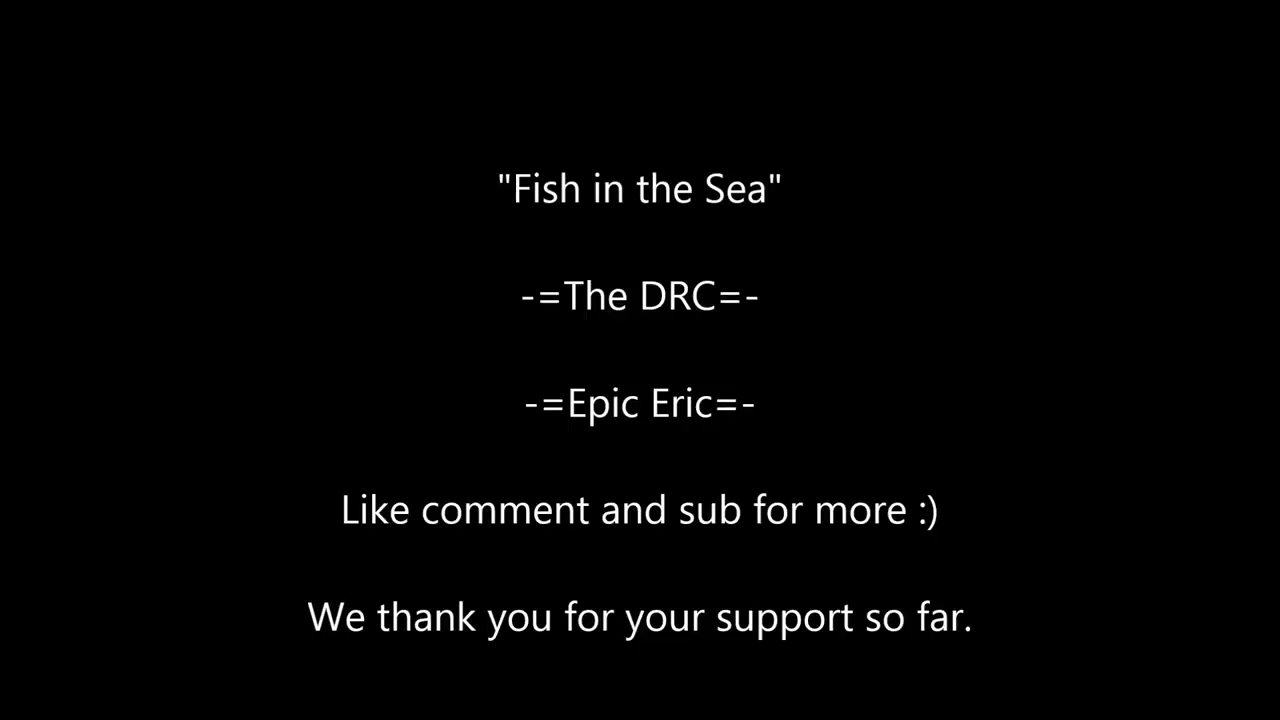 "Fish in the Sea"
-=The DRC=-
-=Epic Eric=-
Like comment and sub for more :)
We thank you for your support so far.